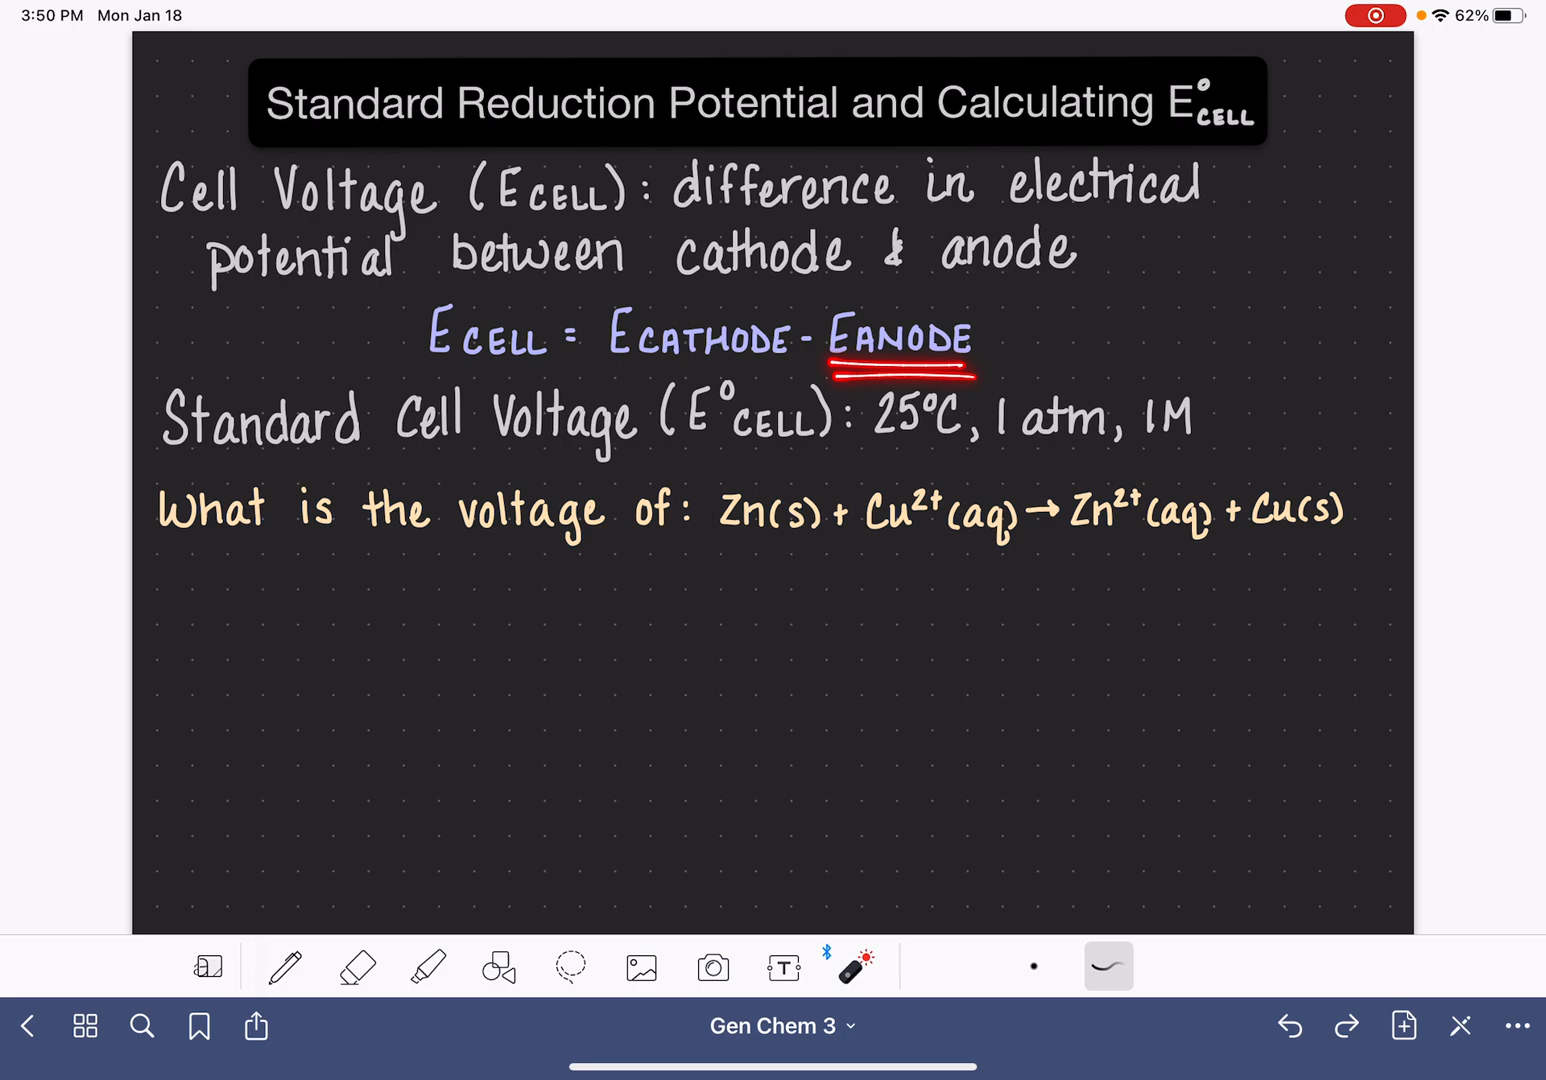 3:50 PM Mon Jan 18
62%
Standard Reduction Potential and Calculating E°CELL
Cell Voltage (ECELL): difference in electrical
potential between cathode & anode
ECELL = ECATHODE - EANODE
Standard Cell Voltage (E°CELL): 25°C, 1 atm, 1M
What is the voltage of: Zn(s) + Cu²⁺(aq) → Zn²⁺(aq) + Cu(s)
T
Gen Chem 3